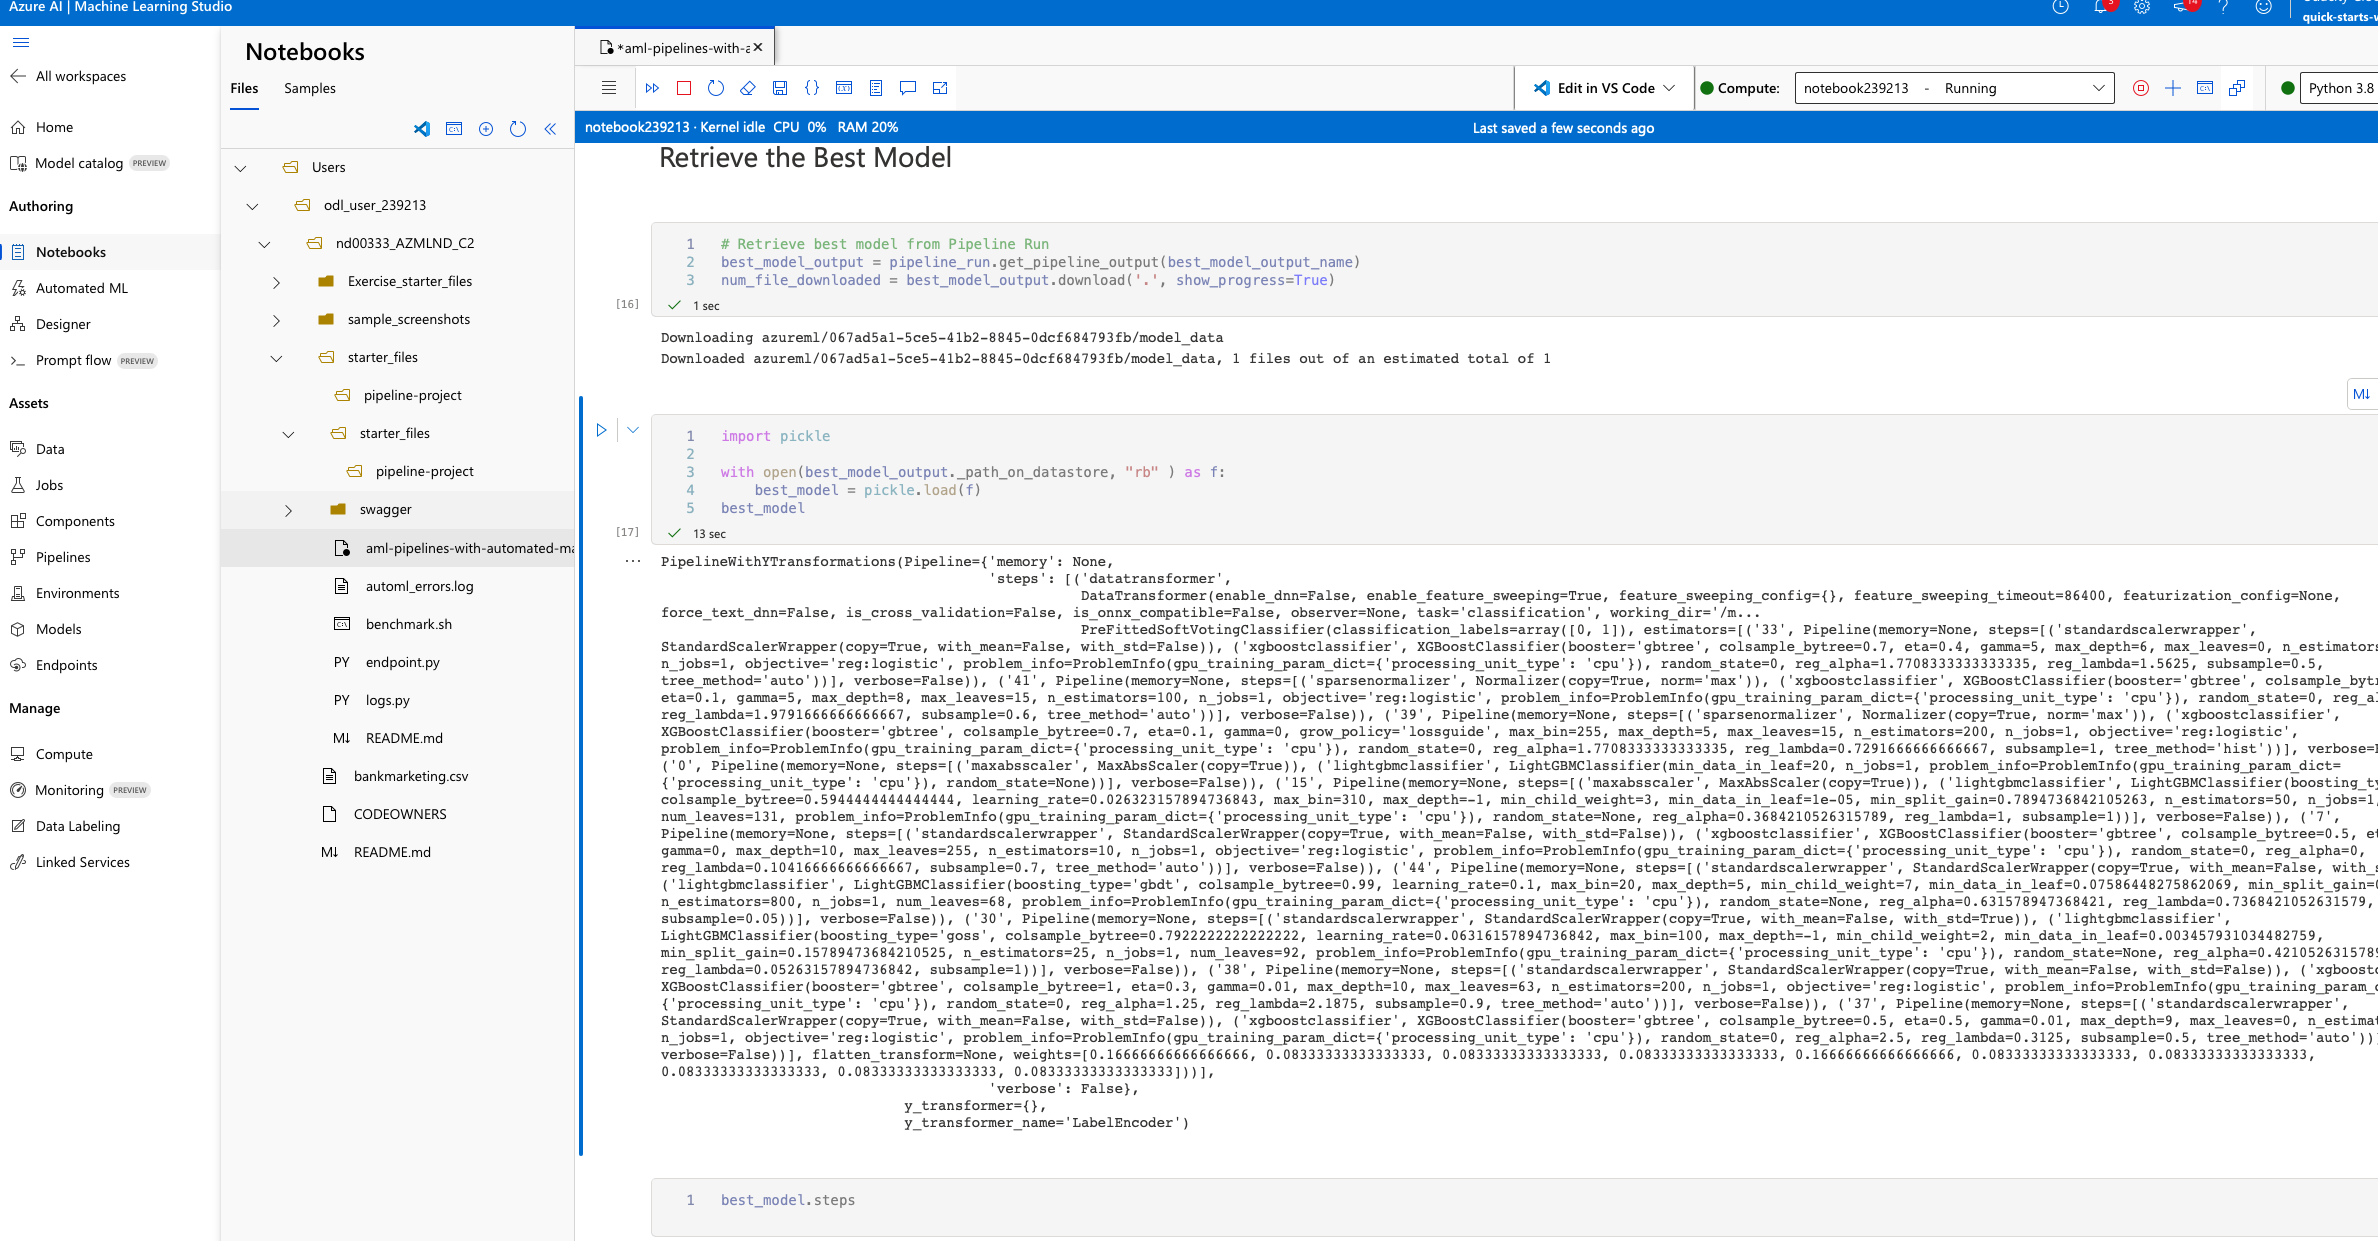 Azure AI | Machine Learning Studio
3
14
quick-starts-w
All workspaces
Home
Model catalog PREVIEW
Authoring
Notebooks
Automated ML
Designer
Prompt flow PREVIEW
Assets
Data
Jobs
Components
Pipelines
Environments
Models
Endpoints
Manage
Compute
Monitoring PREVIEW
Data Labeling
Linked Services
Notebooks
Files Samples
Users
odl_user_239213
nd00333_AZMLND_C2
Exercise_starter_files
sample_screenshots
starter_files
pipeline-project
starter_files
pipeline-project
swagger
aml-pipelines-with-automated-ma
automl_errors.log
benchmark.sh
PY endpoint.py
PY logs.py
M↓ README.md
bankmarketing.csv
CODEOWNERS
M↓ README.md
*aml-pipelines-with-a
Edit in VS Code Compute: notebook239213 - Running Python 3.8
notebook239213 · Kernel idle CPU 0% RAM 20% Last saved a few seconds ago
Retrieve the Best Model
1 # Retrieve best model from Pipeline Run
2 best_model_output = pipeline_run.get_pipeline_output(best_model_output_name)
3 num_file_downloaded = best_model_output.download('.', show_progress=True)
[16] 1 sec
Downloading azureml/067ad5a1-5ce5-41b2-8845-0dcf684793fb/model_data
Downloaded azureml/067ad5a1-5ce5-41b2-8845-0dcf684793fb/model_data, 1 files out of an estimated total of 1
M↓
1 import pickle
2
3 with open(best_model_output._path_on_datastore, "rb" ) as f:
4 best_model = pickle.load(f)
5 best_model
[17] 13 sec
... PipelineWithYTransformations(Pipeline={'memory': None,
'steps': [('datatransformer',
DataTransformer(enable_dnn=False, enable_feature_sweeping=True, feature_sweeping_config={}, feature_sweeping_timeout=86400, featurization_config=None,
force_text_dnn=False, is_cross_validation=False, is_onnx_compatible=False, observer=None, task='classification', working_dir='/m...
PreFittedSoftVotingClassifier(classification_labels=array([0, 1]), estimators=[('33', Pipeline(memory=None, steps=[('standardscalerwrapper',
StandardScalerWrapper(copy=True, with_mean=False, with_std=False)), ('xgboostclassifier', XGBoostClassifier(booster='gbtree', colsample_bytree=0.7, eta=0.4, gamma=5, max_depth=6, max_leaves=0, n_estimators
n_jobs=1, objective='reg:logistic', problem_info=ProblemInfo(gpu_training_param_dict={'processing_unit_type': 'cpu'}), random_state=0, reg_alpha=1.7708333333333335, reg_lambda=1.5625, subsample=0.5,
tree_method='auto'))], verbose=False)), ('41', Pipeline(memory=None, steps=[('sparsenormalizer', Normalizer(copy=True, norm='max')), ('xgboostclassifier', XGBoostClassifier(booster='gbtree', colsample_bytr
eta=0.1, gamma=5, max_depth=8, max_leaves=15, n_estimators=100, n_jobs=1, objective='reg:logistic', problem_info=ProblemInfo(gpu_training_param_dict={'processing_unit_type': 'cpu'}), random_state=0, reg_al
reg_lambda=1.9791666666666667, subsample=0.6, tree_method='auto'))], verbose=False)), ('39', Pipeline(memory=None, steps=[('sparsenormalizer', Normalizer(copy=True, norm='max')), ('xgboostclassifier',
XGBoostClassifier(booster='gbtree', colsample_bytree=0.7, eta=0.1, gamma=0, grow_policy='lossguide', max_bin=255, max_depth=5, max_leaves=15, n_estimators=200, n_jobs=1, objective='reg:logistic',
problem_info=ProblemInfo(gpu_training_param_dict={'processing_unit_type': 'cpu'}), random_state=0, reg_alpha=1.7708333333333335, reg_lambda=0.7291666666666667, subsample=1, tree_method='hist'))], verbose=F
('0', Pipeline(memory=None, steps=[('maxabsscaler', MaxAbsScaler(copy=True)), ('lightgbmclassifier', LightGBMClassifier(min_data_in_leaf=20, n_jobs=1, problem_info=ProblemInfo(gpu_training_param_dict=
{'processing_unit_type': 'cpu'}), random_state=None))], verbose=False)), ('15', Pipeline(memory=None, steps=[('maxabsscaler', MaxAbsScaler(copy=True)), ('lightgbmclassifier', LightGBMClassifier(boosting_ty
colsample_bytree=0.5944444444444444, learning_rate=0.026323157894736843, max_bin=310, max_depth=-1, min_child_weight=3, min_data_in_leaf=1e-05, min_split_gain=0.7894736842105263, n_estimators=50, n_jobs=1,
num_leaves=131, problem_info=ProblemInfo(gpu_training_param_dict={'processing_unit_type': 'cpu'}), random_state=None, reg_alpha=0.3684210526315789, reg_lambda=1, subsample=1))], verbose=False)), ('7',
Pipeline(memory=None, steps=[('standardscalerwrapper', StandardScalerWrapper(copy=True, with_mean=False, with_std=False)), ('xgboostclassifier', XGBoostClassifier(booster='gbtree', colsample_bytree=0.5, et
gamma=0, max_depth=10, max_leaves=255, n_estimators=10, n_jobs=1, objective='reg:logistic', problem_info=ProblemInfo(gpu_training_param_dict={'processing_unit_type': 'cpu'}), random_state=0, reg_alpha=0,
reg_lambda=0.10416666666666667, subsample=0.7, tree_method='auto'))], verbose=False)), ('44', Pipeline(memory=None, steps=[('standardscalerwrapper', StandardScalerWrapper(copy=True, with_mean=False, with_s
('lightgbmclassifier', LightGBMClassifier(boosting_type='gbdt', colsample_bytree=0.99, learning_rate=0.1, max_bin=20, max_depth=5, min_child_weight=7, min_data_in_leaf=0.07586448275862069, min_split_gain=0
n_estimators=800, n_jobs=1, num_leaves=68, problem_info=ProblemInfo(gpu_training_param_dict={'processing_unit_type': 'cpu'}), random_state=None, reg_alpha=0.631578947368421, reg_lambda=0.7368421052631579,
subsample=0.05))], verbose=False)), ('30', Pipeline(memory=None, steps=[('standardscalerwrapper', StandardScalerWrapper(copy=True, with_mean=False, with_std=True)), ('lightgbmclassifier',
LightGBMClassifier(boosting_type='goss', colsample_bytree=0.7922222222222222, learning_rate=0.06316157894736842, max_bin=100, max_depth=-1, min_child_weight=2, min_data_in_leaf=0.003457931034482759,
min_split_gain=0.15789473684210525, n_estimators=25, n_jobs=1, num_leaves=92, problem_info=ProblemInfo(gpu_training_param_dict={'processing_unit_type': 'cpu'}), random_state=None, reg_alpha=0.4210526315789
reg_lambda=0.05263157894736842, subsample=1))], verbose=False)), ('38', Pipeline(memory=None, steps=[('standardscalerwrapper', StandardScalerWrapper(copy=True, with_mean=False, with_std=False)), ('xgboostc
XGBoostClassifier(booster='gbtree', colsample_bytree=1, eta=0.3, gamma=0.01, max_depth=10, max_leaves=63, n_estimators=200, n_jobs=1, objective='reg:logistic', problem_info=ProblemInfo(gpu_training_param_d
{'processing_unit_type': 'cpu'}), random_state=0, reg_alpha=1.25, reg_lambda=2.1875, subsample=0.9, tree_method='auto'))], verbose=False)), ('37', Pipeline(memory=None, steps=[('standardscalerwrapper',
StandardScalerWrapper(copy=True, with_mean=False, with_std=False)), ('xgboostclassifier', XGBoostClassifier(booster='gbtree', colsample_bytree=0.5, eta=0.5, gamma=0.01, max_depth=9, max_leaves=0, n_estimat
n_jobs=1, objective='reg:logistic', problem_info=ProblemInfo(gpu_training_param_dict={'processing_unit_type': 'cpu'}), random_state=0, reg_alpha=2.5, reg_lambda=0.3125, subsample=0.5, tree_method='auto'))]
verbose=False))], flatten_transform=None, weights=[0.16666666666666666, 0.08333333333333333, 0.08333333333333333, 0.08333333333333333, 0.16666666666666666, 0.08333333333333333, 0.08333333333333333,
0.08333333333333333, 0.08333333333333333, 0.08333333333333333]))],
'verbose': False},
y_transformer={},
y_transformer_name='LabelEncoder')
1 best_model.steps